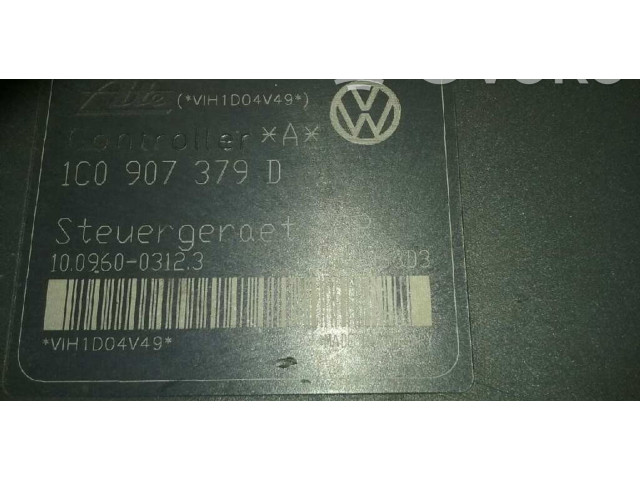 Ate (*VIH1D04V49*)
Controller *A*
1C0 907 379 D
Steuergeraet
10.0960-0312.3
*VIH1D04V49*